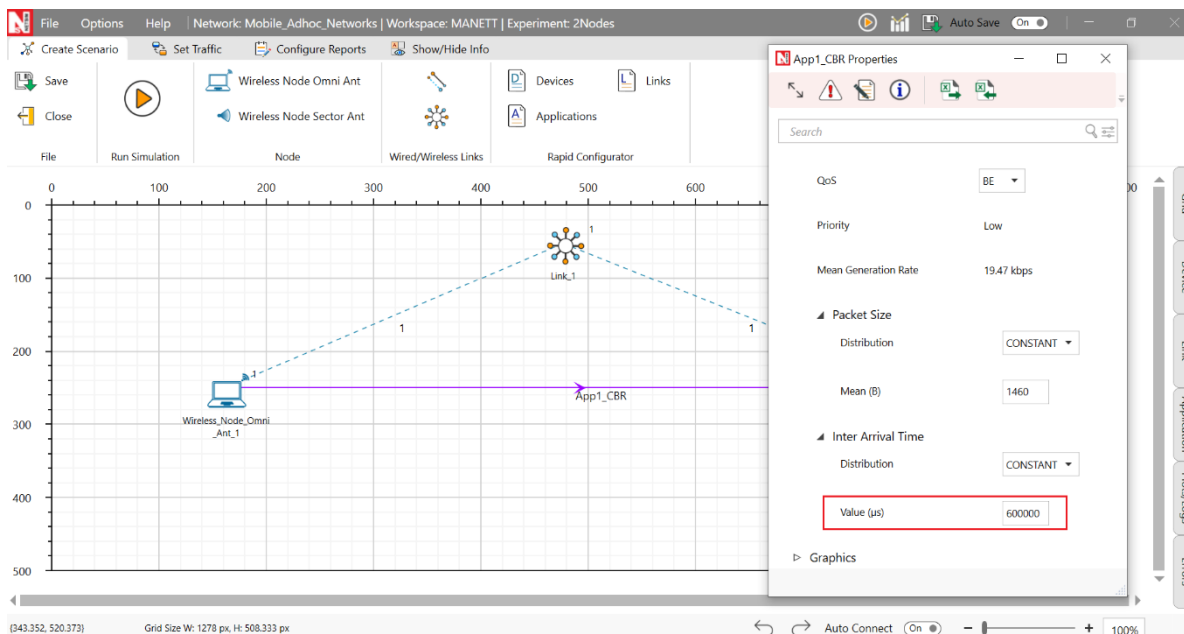 N File Options Help Network: Mobile_Adhoc_Networks | Workspace: MANETT | Experiment: 2Nodes Auto Save On
Create Scenario Set Traffic Configure Reports Show/Hide Info
Save
Close
File
Run Simulation
Wireless Node Omni Ant
Wireless Node Sector Ant
Node
Wired/Wireless Links
Devices Links
Applications
Rapid Configurator
0 100 200 300 400 500 600
0
100
200
300
400
500
1
Link_1
1
1
1
Wireless_Node_Omni
_Ant_1
App1_CBR
App1_CBR Properties
Search
QoS BE
Priority Low
Mean Generation Rate 19.47 kbps
Packet Size
Distribution CONSTANT
Mean (B) 1460
Inter Arrival Time
Distribution CONSTANT
Value (µs) 600000
Graphics
(343.352, 520.373) Grid Size W: 1278 px, H: 508.333 px Auto Connect On 100%